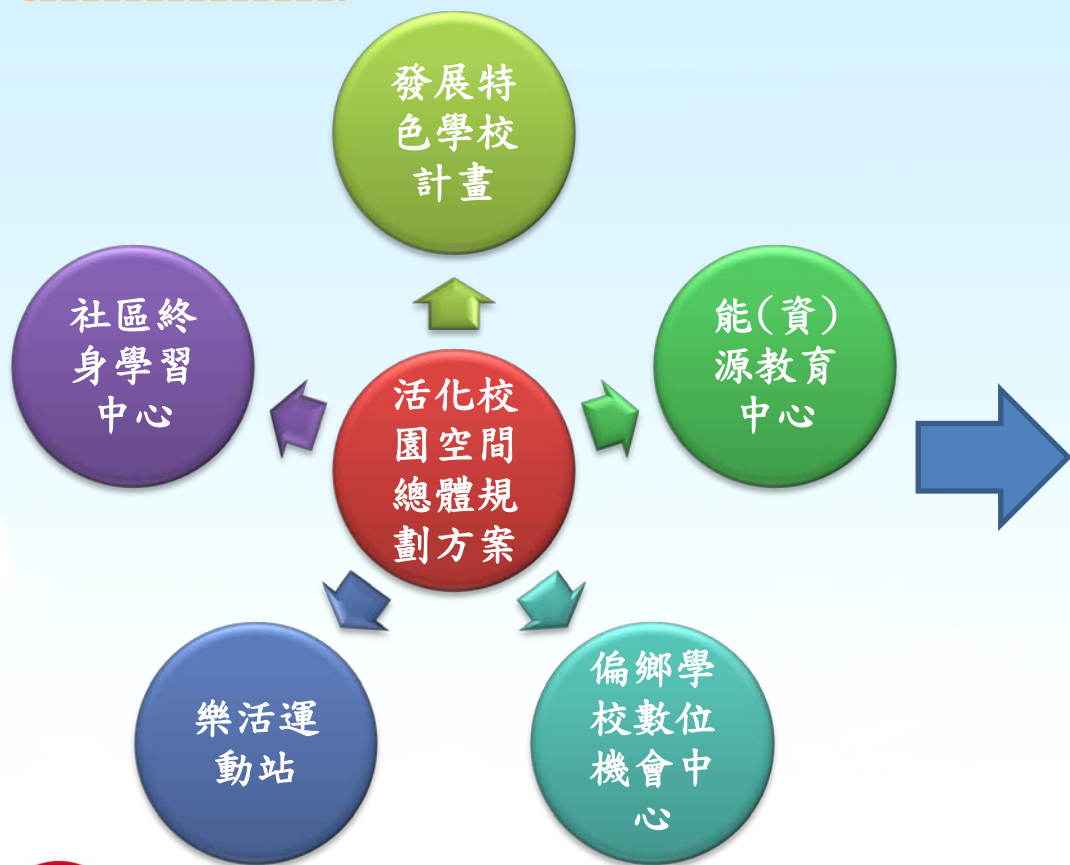 發展特
色學校
計畫
社區終
身學習
中心
能(資)
源教育
中心
活化校
園空間
總體規
劃方案
樂活運
動站
偏鄉學
校數位
機會中
心